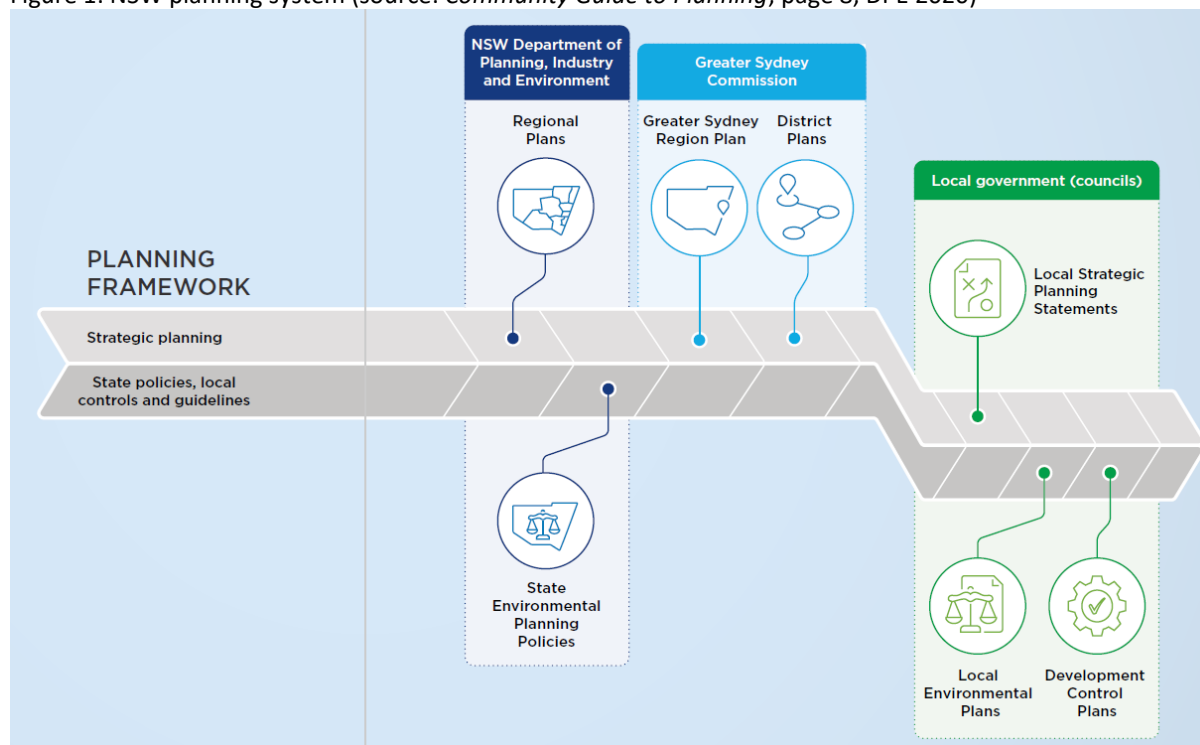 Figure 1: NSW planning system (source: Community Guide to Planning, page 8, DPE 2020)
NSW Department of
Planning, Industry
and Environment
Greater Sydney
Commission
Regional
Plans
Greater Sydney
Region Plan
District
Plans
Local government (councils)
PLANNING
FRAMEWORK
Local Strategic
Planning
Statements
Strategic planning
State policies, local
controls and guidelines
State
Environmental
Planning
Policies
Local
Environmental
Plans
Development
Control
Plans